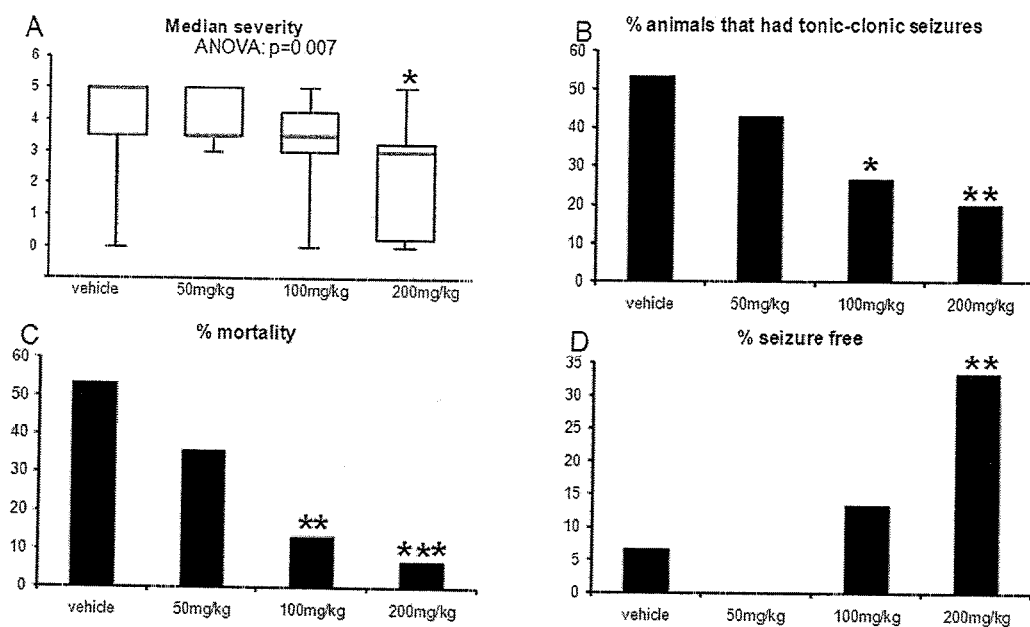 A
Median severity
ANOVA: p=0 007
6
5
4
3
2
1
0
*
vehicle 50mg/kg 100mg/kg 200mg/kg
B
% animals that had tonic-clonic seizures
60
50
40
30
20
10
0
*
**
vehicle 50mg/kg 100mg/kg 200mg/kg
C
% mortality
60
50
40
30
20
10
0
**
***
vehicle 50mg/kg 100mg/kg 200mg/kg
D
% seizure free
35
30
25
20
15
10
5
0
**
vehicle 50mg/kg 100mg/kg 200mg/kg